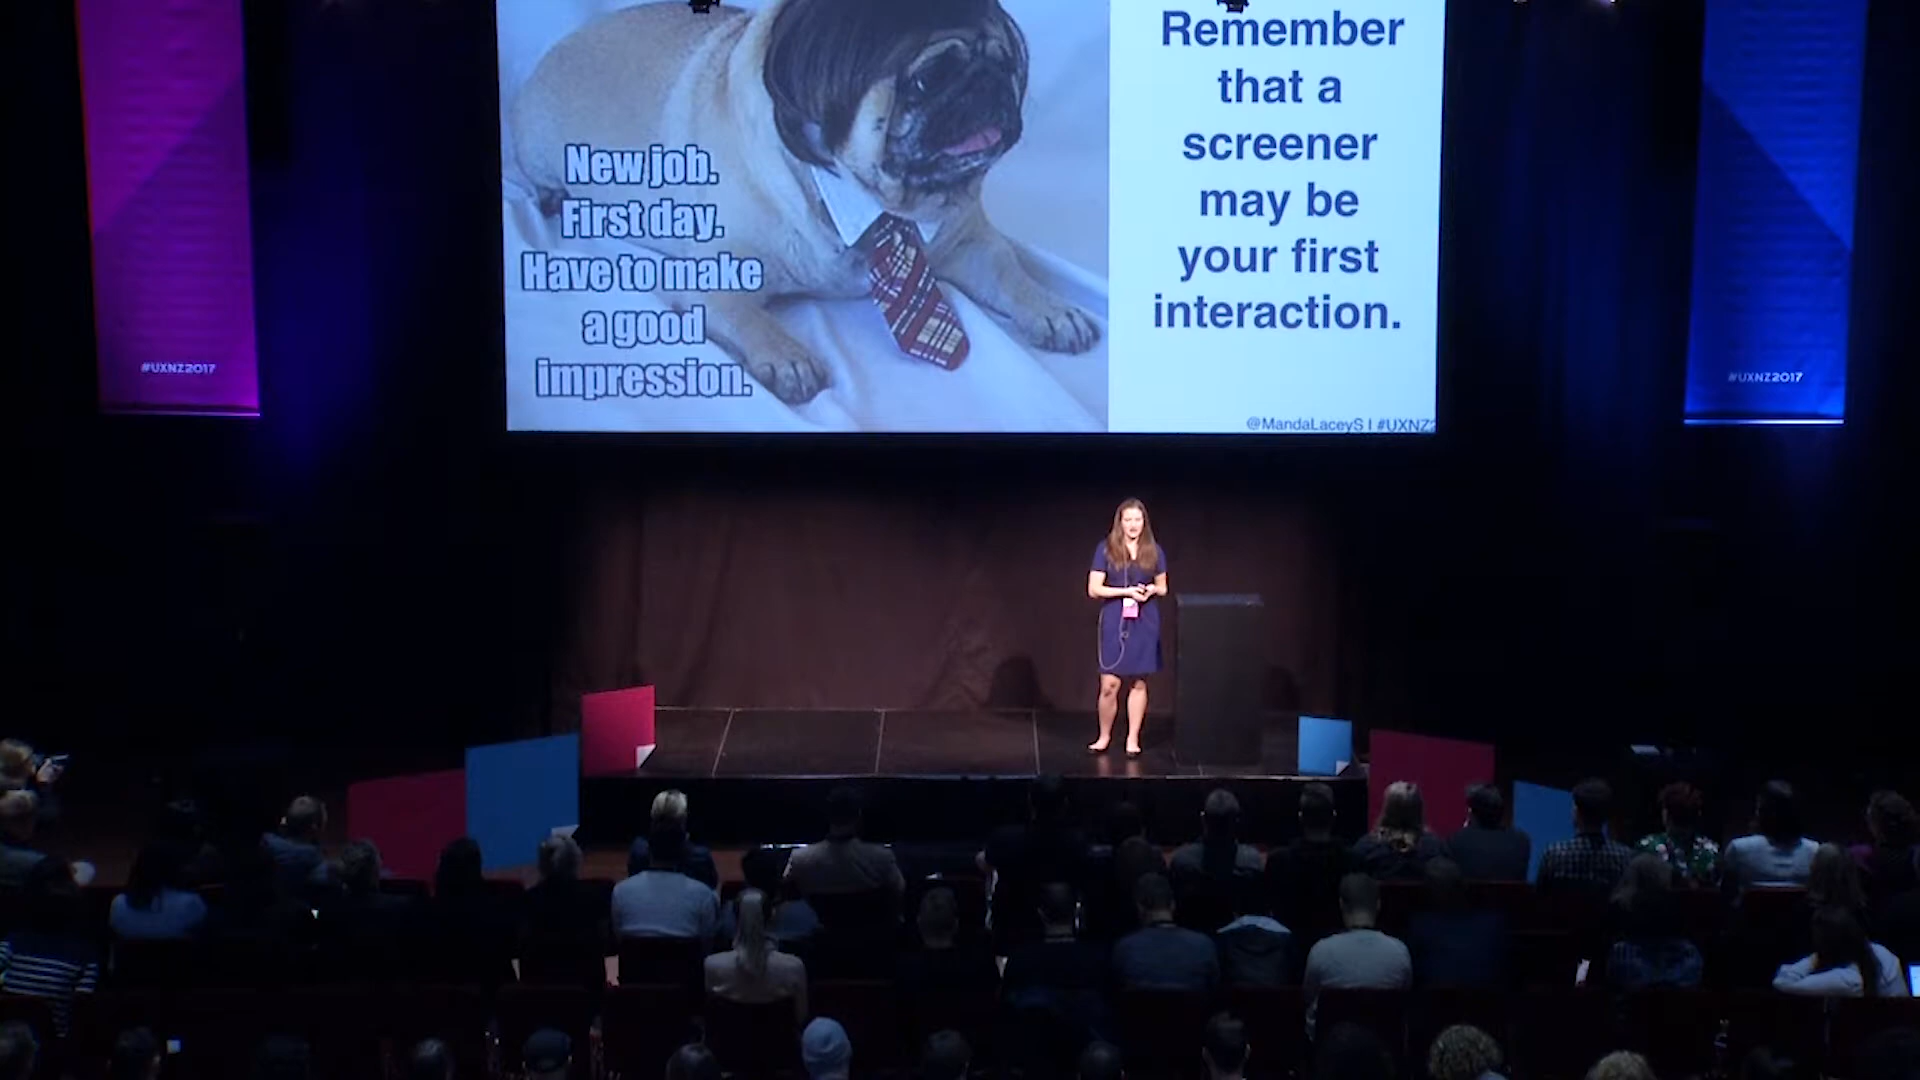 Remember
that a
screener
may be
your first
interaction.
New job.
First day.
Have to make
a good
impression.
@MandaLaceyS | #UXNZ2
#UXNZ2017
#UXNZ2017